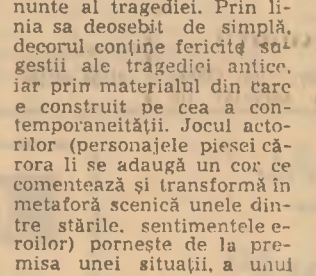 nunte al tragediei. Prin li-
nia sa deosebit de simplă,
decorul conține fericite su-
gestii ale tragediei antice,
iar prin materialul din care
e construit pe cea a con-
temporaneității. Jocul acto-
rilor (personajele piesei că-
rora li se adaugă un cor ce
comentează și transformă în
metaforă scenică unele din-
tre stările, sentimentele e-
roilor) pornește de la pre-
misa unei situații, a unui